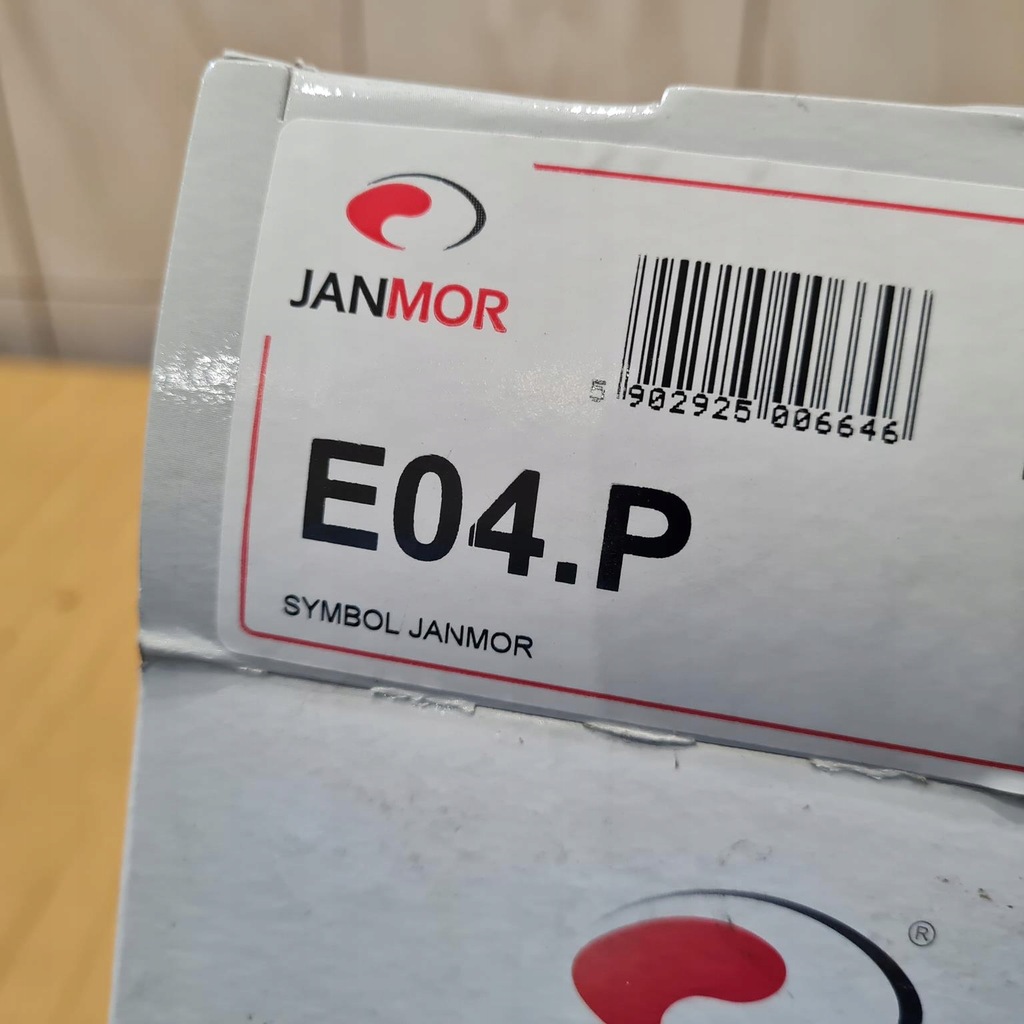 JANMOR
5 902925 006646
E04.P
SYMBOL JANMOR
®